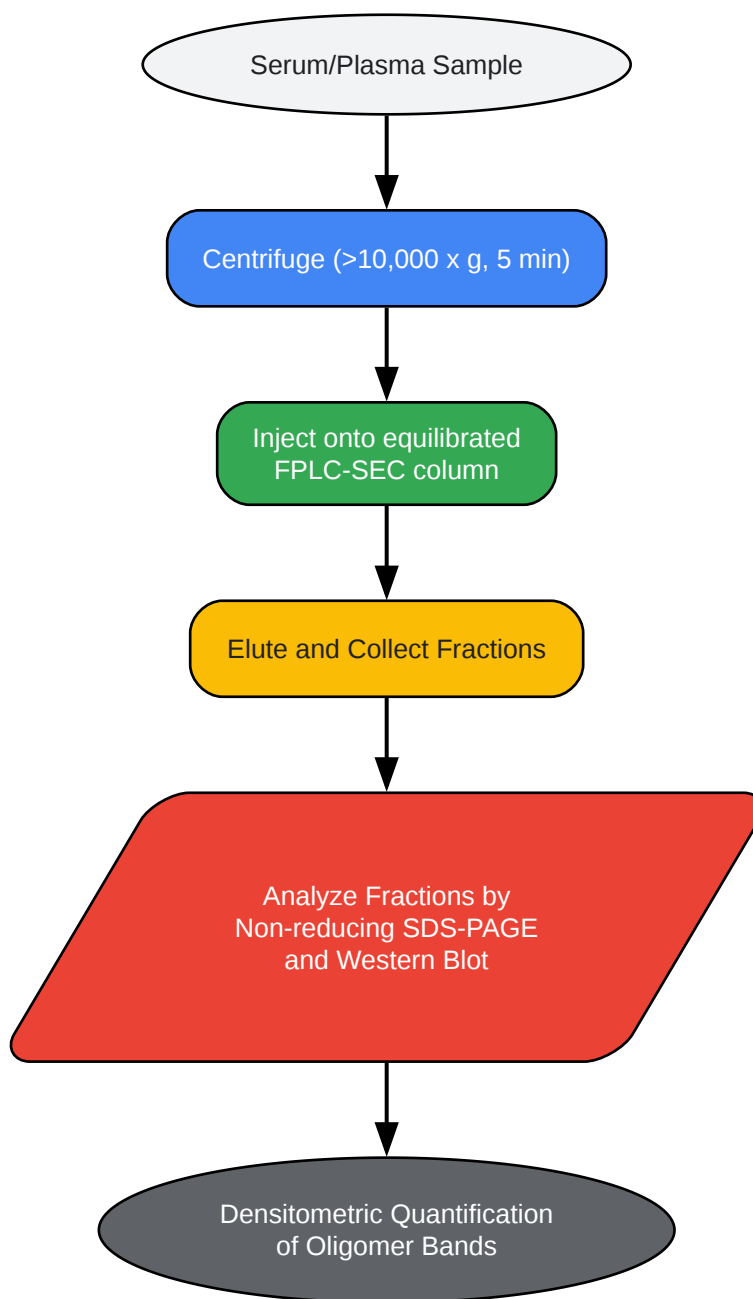 Serum/Plasma Sample
Centrifuge (>10,000 x g, 5 min)
Inject onto equilibrated
FPLC-SEC column
Elute and Collect Fractions
Analyze Fractions by
Non-reducing SDS-PAGE
and Western Blot
Densitometric Quantification
of Oligomer Bands